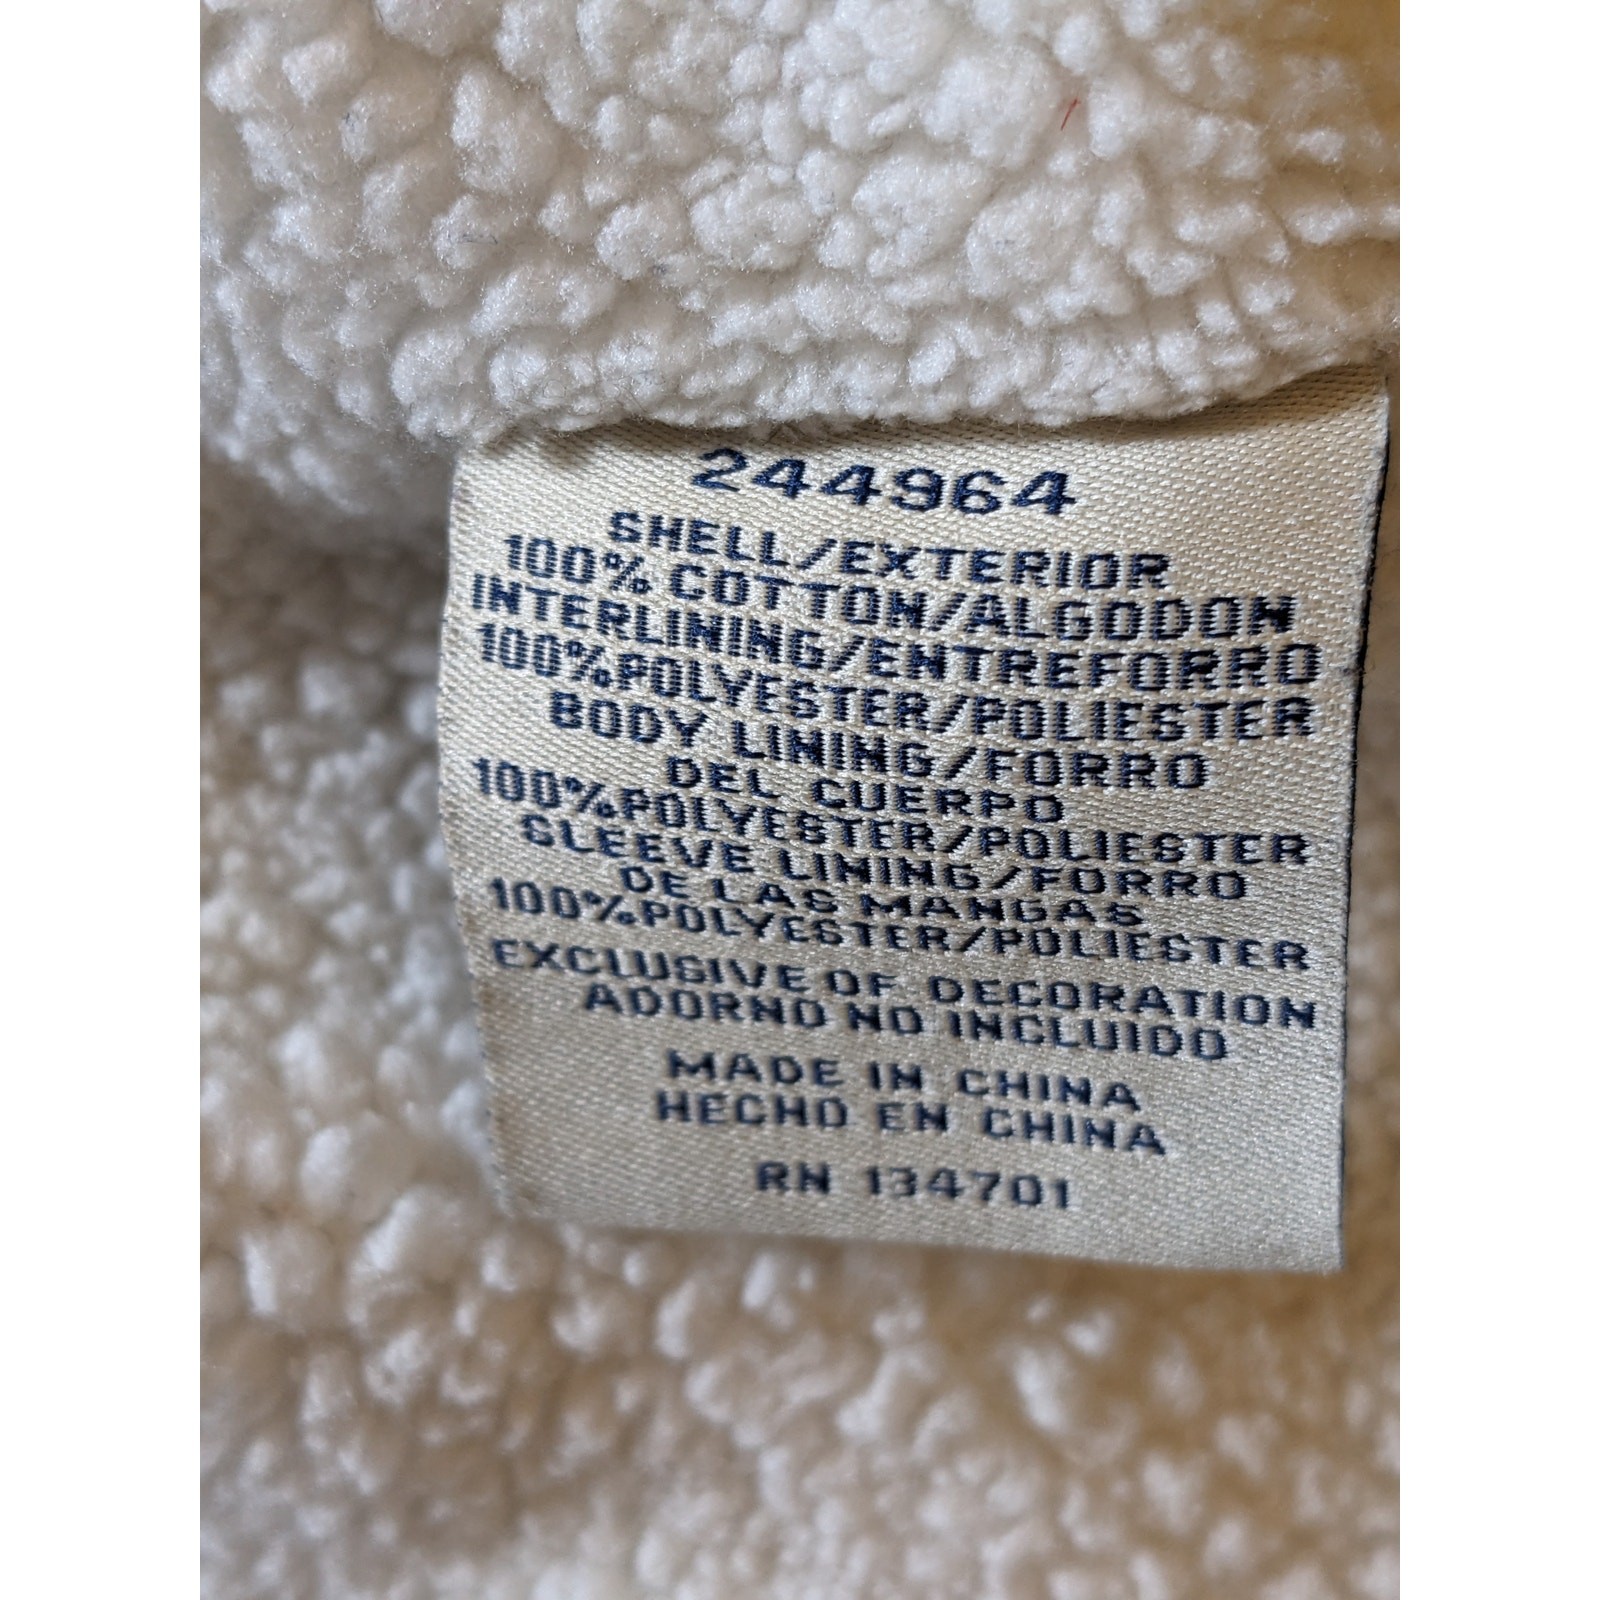 244964
SHELL/EXTERIOR
100% COTTON/ALGODON
INTERLINING/ENTREFORRO
100%POLYESTER/POLIESTER
BODY LINING/FORRO
DEL CUERPO
100%POLYESTER/POLIESTER
SLEEVE LINING/FORRO
DE LAS MANGAS
100%POLYESTER/POLIESTER
EXCLUSIVE OF DECORATION
ADORNO NO INCLUIDO
MADE IN CHINA
HECHO EN CHINA
RN 134701